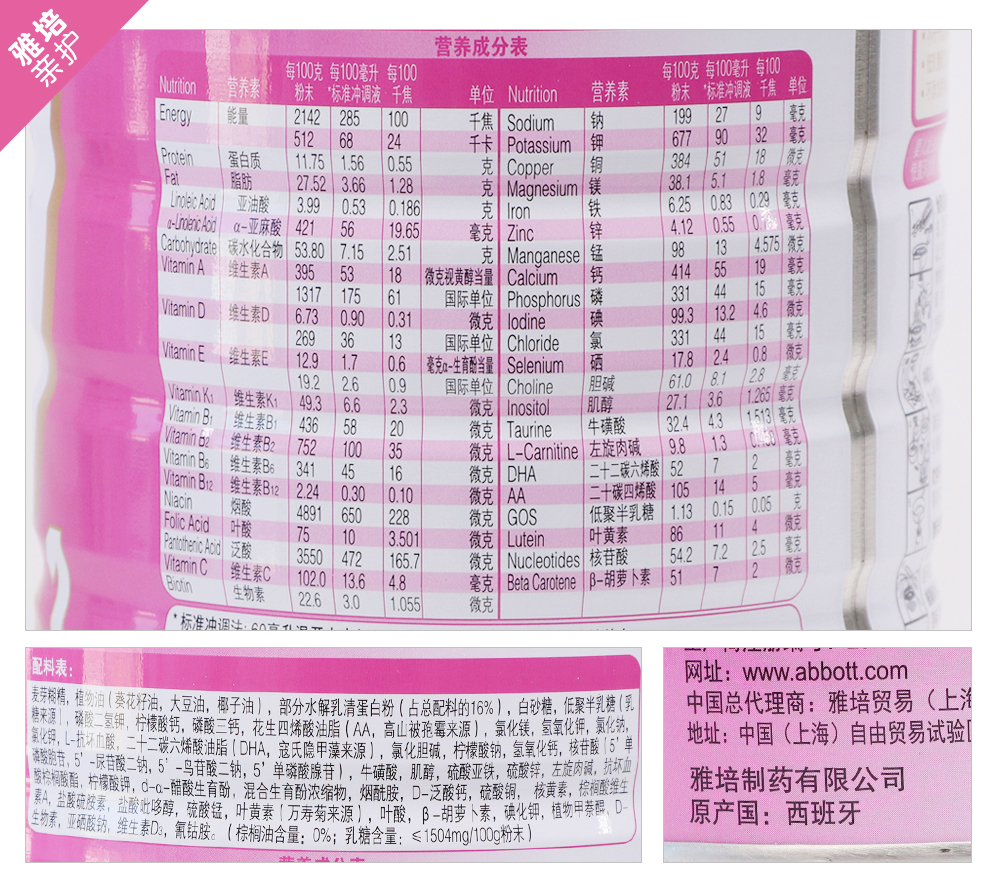 雅培
亲护
营养成分表
Nutrition 营养素 每100克粉末 每100毫升*标准冲调液 每100千焦 单位
Energy 能量 2142 285 100 千焦
512 68 24 千卡
Protein 蛋白质 11.75 1.56 0.55 克
Fat 脂肪 27.52 3.66 1.28 克
Linoleic Acid 亚油酸 3.99 0.53 0.186 克
α-Linolenic Acid α-亚麻酸 421 56 19.65 毫克
Carbohydrate 碳水化合物 53.80 7.15 2.51 克
Vitamin A 维生素A 395 53 18 微克视黄醇当量
1317 175 61 国际单位
Vitamin D 维生素D 6.73 0.90 0.31 微克
269 36 13 国际单位
Vitamin E 维生素E 12.9 1.7 0.6 毫克α-生育酚当量
19.2 2.6 0.9 国际单位
Vitamin K1 维生素K1 49.3 6.6 2.3 微克
Vitamin B1 维生素B1 436 58 20 微克
Vitamin B2 维生素B2 752 100 35 微克
Vitamin B6 维生素B6 341 45 16 微克
Vitamin B12 维生素B12 2.24 0.30 0.10 微克
Niacin 烟酸 4891 650 228 微克
Folic Acid 叶酸 75 10 3.501 微克
Pantothenic Acid 泛酸 3550 472 165.7 微克
Vitamin C 维生素C 102.0 13.6 4.8 毫克
Biotin 生物素 22.6 3.0 1.055 微克
Nutrition 营养素 每100克粉末 每100毫升*标准冲调液 每100千焦 单位
Sodium 钠 199 27 9 毫克
Potassium 钾 677 90 32 毫克
Copper 铜 384 51 18 微克
Magnesium 镁 38.1 5.1 1.8 毫克
Iron 铁 6.25 0.83 0.29 毫克
Zinc 锌 4.12 0.55 毫克
Manganese 锰 98 13 4.575 微克
Calcium 钙 414 55 19 毫克
Phosphorus 磷 331 44 15 毫克
Iodine 碘 99.3 13.2 4.6 微克
Chloride 氯 331 44 15 毫克
Selenium 硒 17.8 2.4 0.8 微克
Choline 胆碱 61.0 8.1 2.8 毫克
Inositol 肌醇 27.1 3.6 1.265 毫克
Taurine 牛磺酸 32.4 4.3 1.513 毫克
L-Carnitine 左旋肉碱 9.8 1.3 毫克
DHA 二十二碳六烯酸 52 7 2 毫克
AA 二十碳四烯酸 105 14 5 毫克
GOS 低聚半乳糖 1.13 0.15 0.05 克
Lutein 叶黄素 86 11 4 微克
Nucleotides 核苷酸 54.2 7.2 2.5 毫克
Beta Carotene β-胡萝卜素 51 7 2 微克
*标准冲调法:
配料表:
麦芽糊精，植物油（葵花籽油，大豆油，椰子油），部分水解乳清蛋白粉（占总配料的16%），白砂糖，低聚半乳糖（乳
糖来源），磷酸二氢钾，柠檬酸钙，磷酸三钙，花生四烯酸油脂（AA，高山被孢霉来源），氯化镁，氢氧化钾，氯化钠，
氯化钾，L-抗坏血酸，二十二碳六烯酸油脂（DHA，寇氏隐甲藻来源），氯化胆碱，柠檬酸钠，氢氧化钙，核苷酸（5'单
磷酸胞苷，5'-尿苷酸二钠，5'-鸟苷酸二钠，5'单磷酸腺苷），牛磺酸，肌醇，硫酸亚铁，硫酸锌，左旋肉碱，抗坏血
酸棕榈酸酯，柠檬酸钾，d-α-醋酸生育酚，混合生育酚浓缩物，烟酰胺，D-泛酸钙，硫酸铜，核黄素，棕榈酸维生
素A，盐酸硫胺素，盐酸吡哆醇，硫酸锰，叶黄素（万寿菊来源），叶酸，β-胡萝卜素，碘化钾，植物甲萘醌，D-
生物素，亚硒酸钠，维生素D3，氰钴胺。（棕榈油含量：0%；乳糖含量：≤1504mg/100g粉末）
营养成分表
网址：www.abbott.com
中国总代理商：雅培贸易（上海
地址：中国（上海）自由贸易试验
雅培制药有限公司
原产国：西班牙